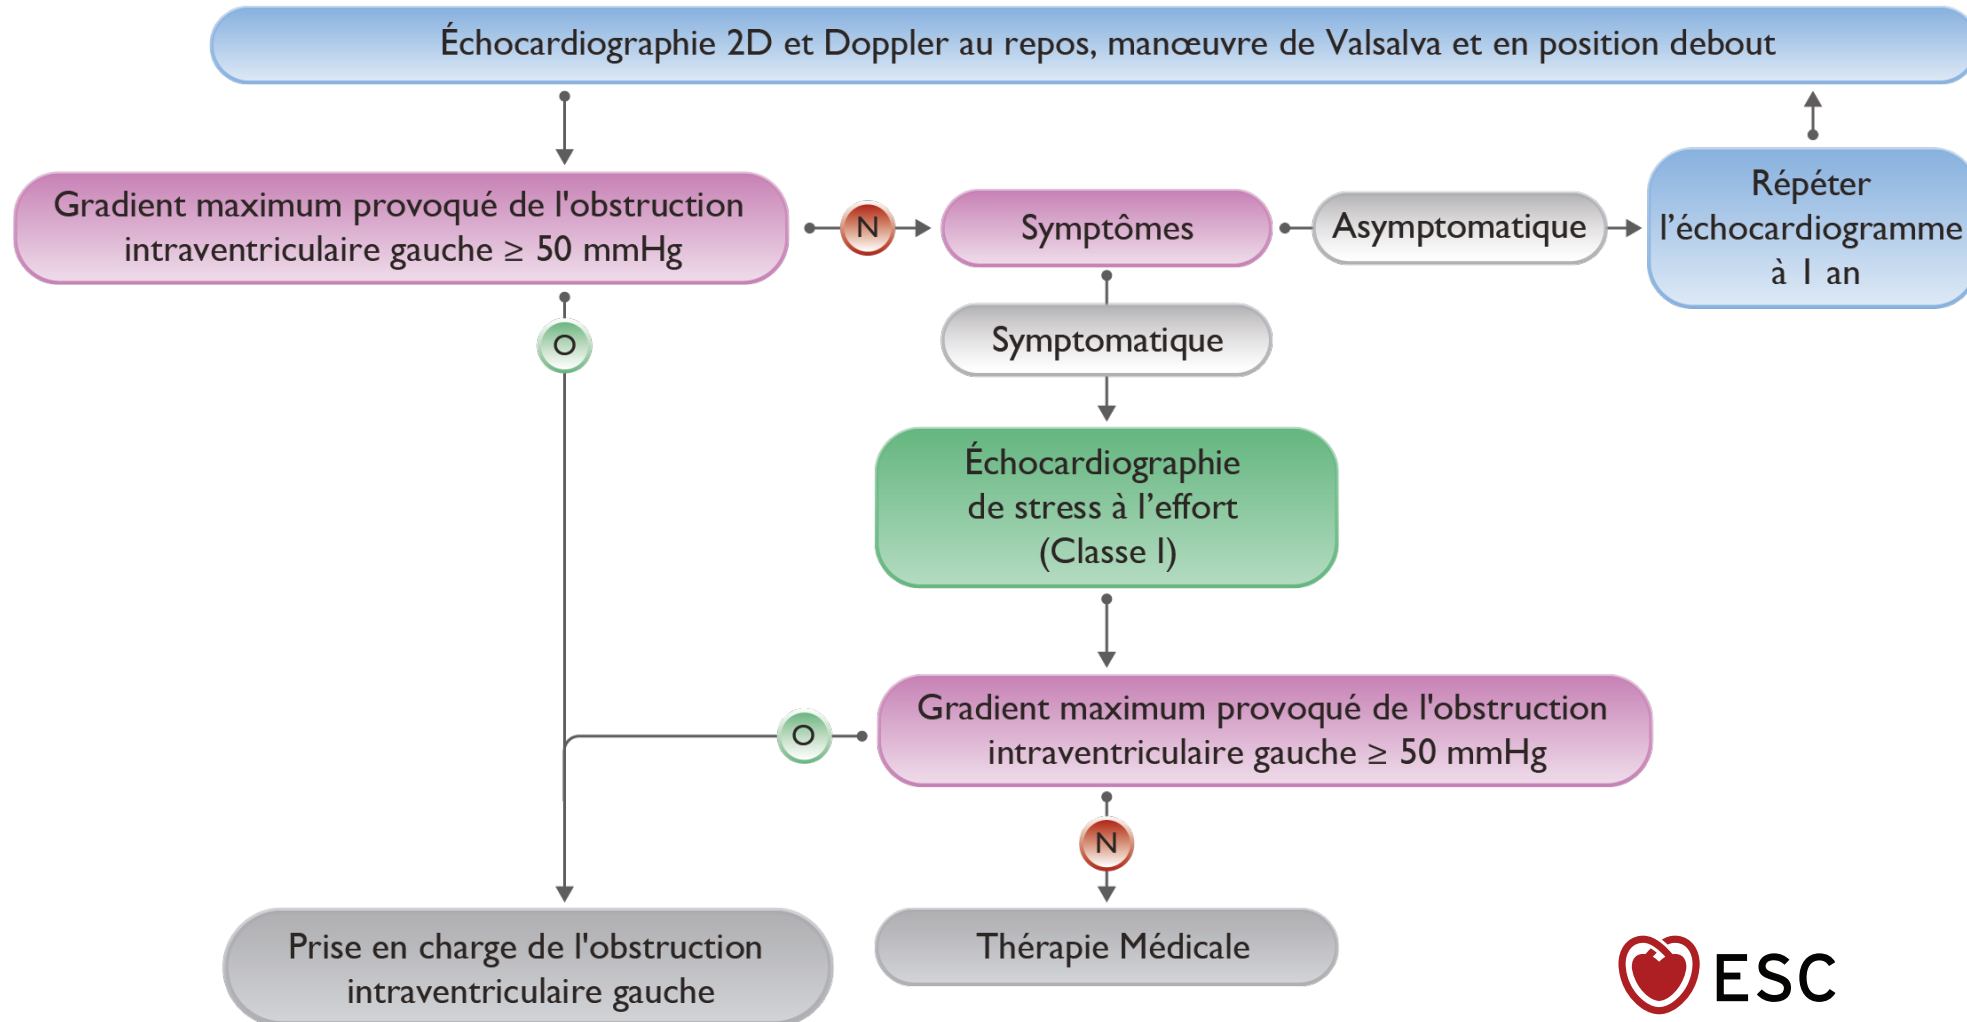 Échocardiographie 2D et Doppler au repos, manœuvre de Valsalva et en position debout
Gradient maximum provoqué de l'obstruction
intraventriculaire gauche ≥ 50 mmHg
N
Symptômes
Asymptomatique
Répéter
l’échocardiogramme
à 1 an
O
Symptomatique
Échocardiographie
de stress à l’effort
(Classe I)
Gradient maximum provoqué de l'obstruction
intraventriculaire gauche ≥ 50 mmHg
O
N
Prise en charge de l'obstruction
intraventriculaire gauche
Thérapie Médicale
ESC